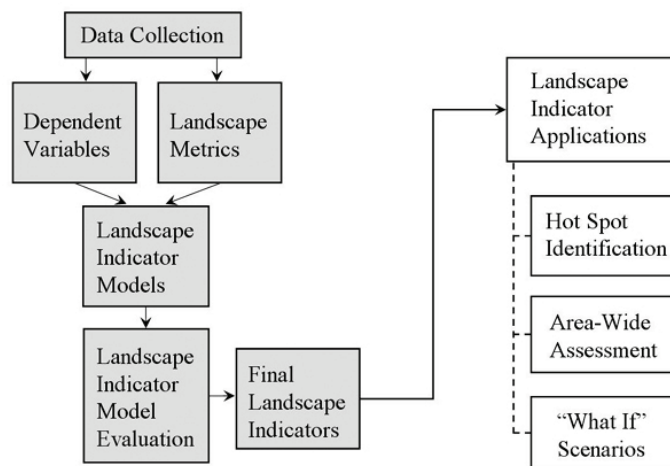 Data Collection
Dependent
Variables
Landscape
Metrics
Landscape
Indicator
Models
Landscape
Indicator
Model
Evaluation
Final
Landscape
Indicators
Landscape
Indicator
Applications
Hot Spot
Identification
Area-Wide
Assessment
“What If”
Scenarios